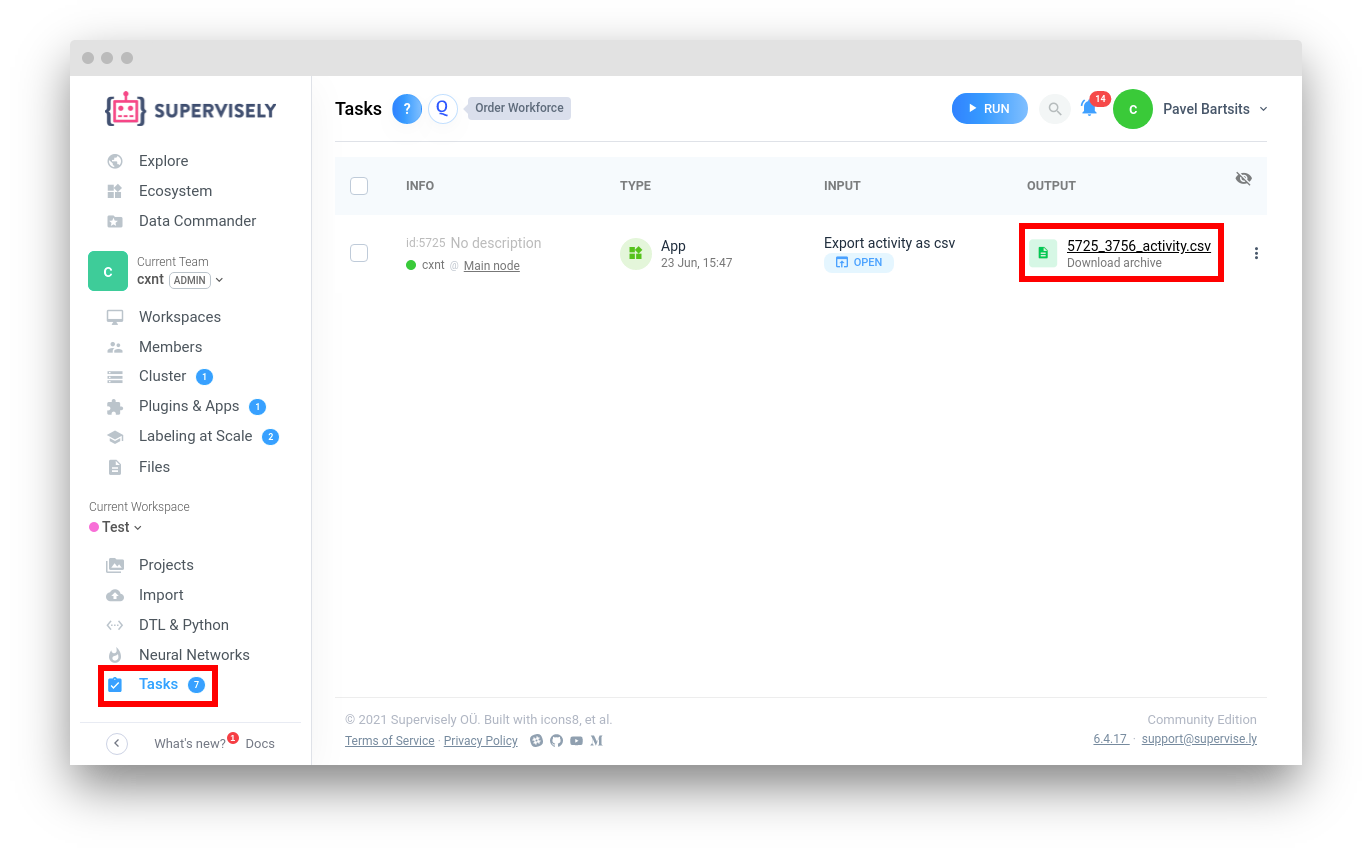 SUPERVISELY
Explore
Ecosystem
Data Commander
C
Current Team
cxnt ADMIN
Workspaces
Members
Cluster 1
Plugins & Apps 1
Labeling at Scale 2
Files
Current Workspace
Test
Projects
Import
DTL & Python
Neural Networks
Tasks 7
What's new? 1 Docs
Tasks ? Q Order Workforce
RUN 14 C Pavel Bartsits
INFO TYPE INPUT OUTPUT
id:5725 No description
cxnt @ Main node
App
23 Jun, 15:47
Export activity as csv
OPEN
5725_3756_activity.csv
Download archive
© 2021 Supervisely OÜ. Built with icons8, et al.
Terms of Service · Privacy Policy
Community Edition
6.4.17 · support@supervise.ly